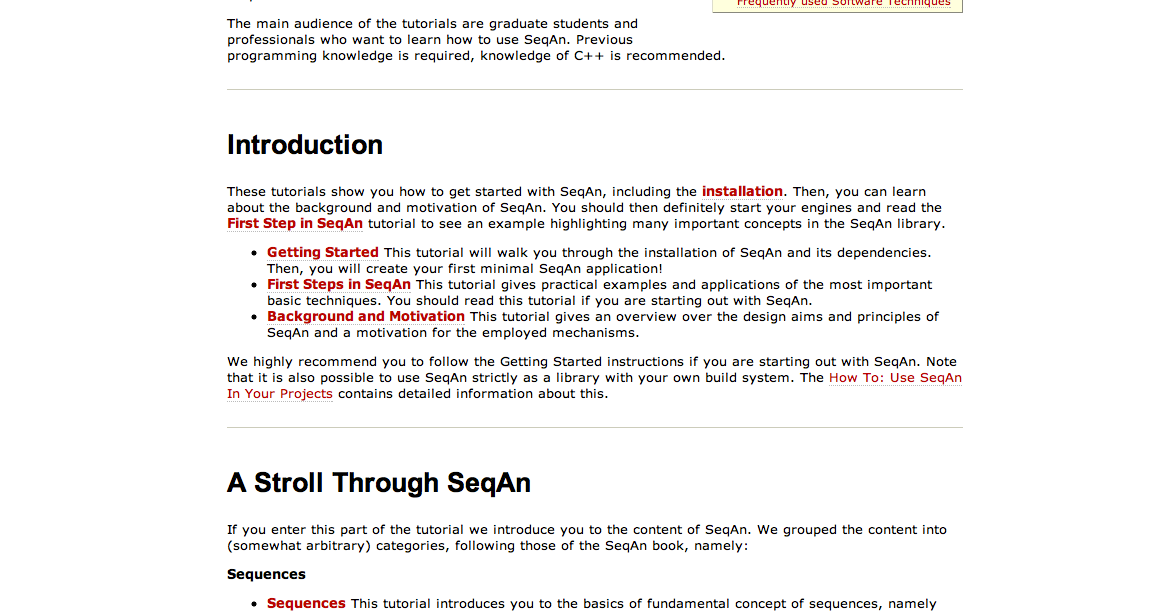 Frequently used Software Techniques
The main audience of the tutorials are graduate students and
professionals who want to learn how to use SeqAn. Previous
programming knowledge is required, knowledge of C++ is recommended.
Introduction
These tutorials show you how to get started with SeqAn, including the installation. Then, you can learn
about the background and motivation of SeqAn. You should then definitely start your engines and read the
First Step in SeqAn tutorial to see an example highlighting many important concepts in the SeqAn library.
• Getting Started This tutorial will walk you through the installation of SeqAn and its dependencies.
Then, you will create your first minimal SeqAn application!
• First Steps in SeqAn This tutorial gives practical examples and applications of the most important
basic techniques. You should read this tutorial if you are starting out with SeqAn.
• Background and Motivation This tutorial gives an overview over the design aims and principles of
SeqAn and a motivation for the employed mechanisms.
We highly recommend you to follow the Getting Started instructions if you are starting out with SeqAn. Note
that it is also possible to use SeqAn strictly as a library with your own build system. The How To: Use SeqAn
In Your Projects contains detailed information about this.
A Stroll Through SeqAn
If you enter this part of the tutorial we introduce you to the content of SeqAn. We grouped the content into
(somewhat arbitrary) categories, following those of the SeqAn book, namely:
Sequences
• Sequences This tutorial introduces you to the basics of fundamental concept of sequences, namely